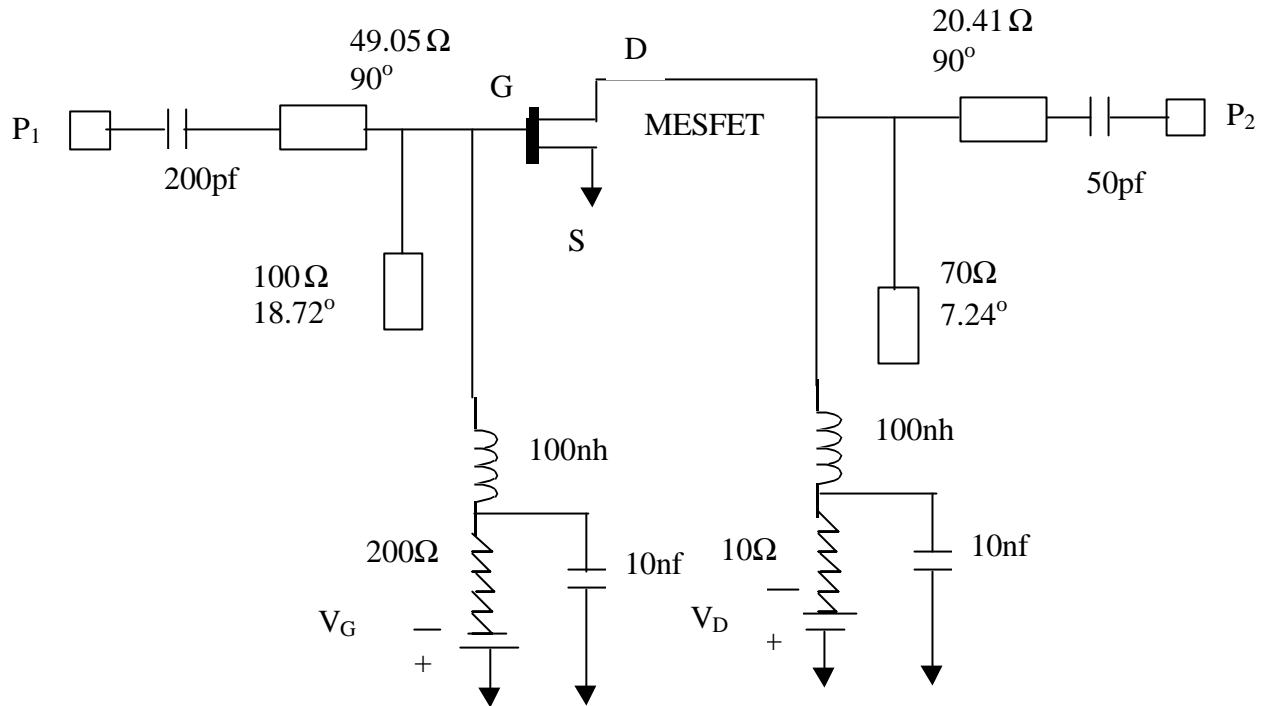 49.05Ω
90°
20.41Ω
90°
D
G
P1
MESFET
P2
200pf
50pf
S
100Ω
18.72°
70Ω
7.24°
100nh
100nh
200Ω
10nf
10Ω
10nf
VG
—
+
VD
—
+